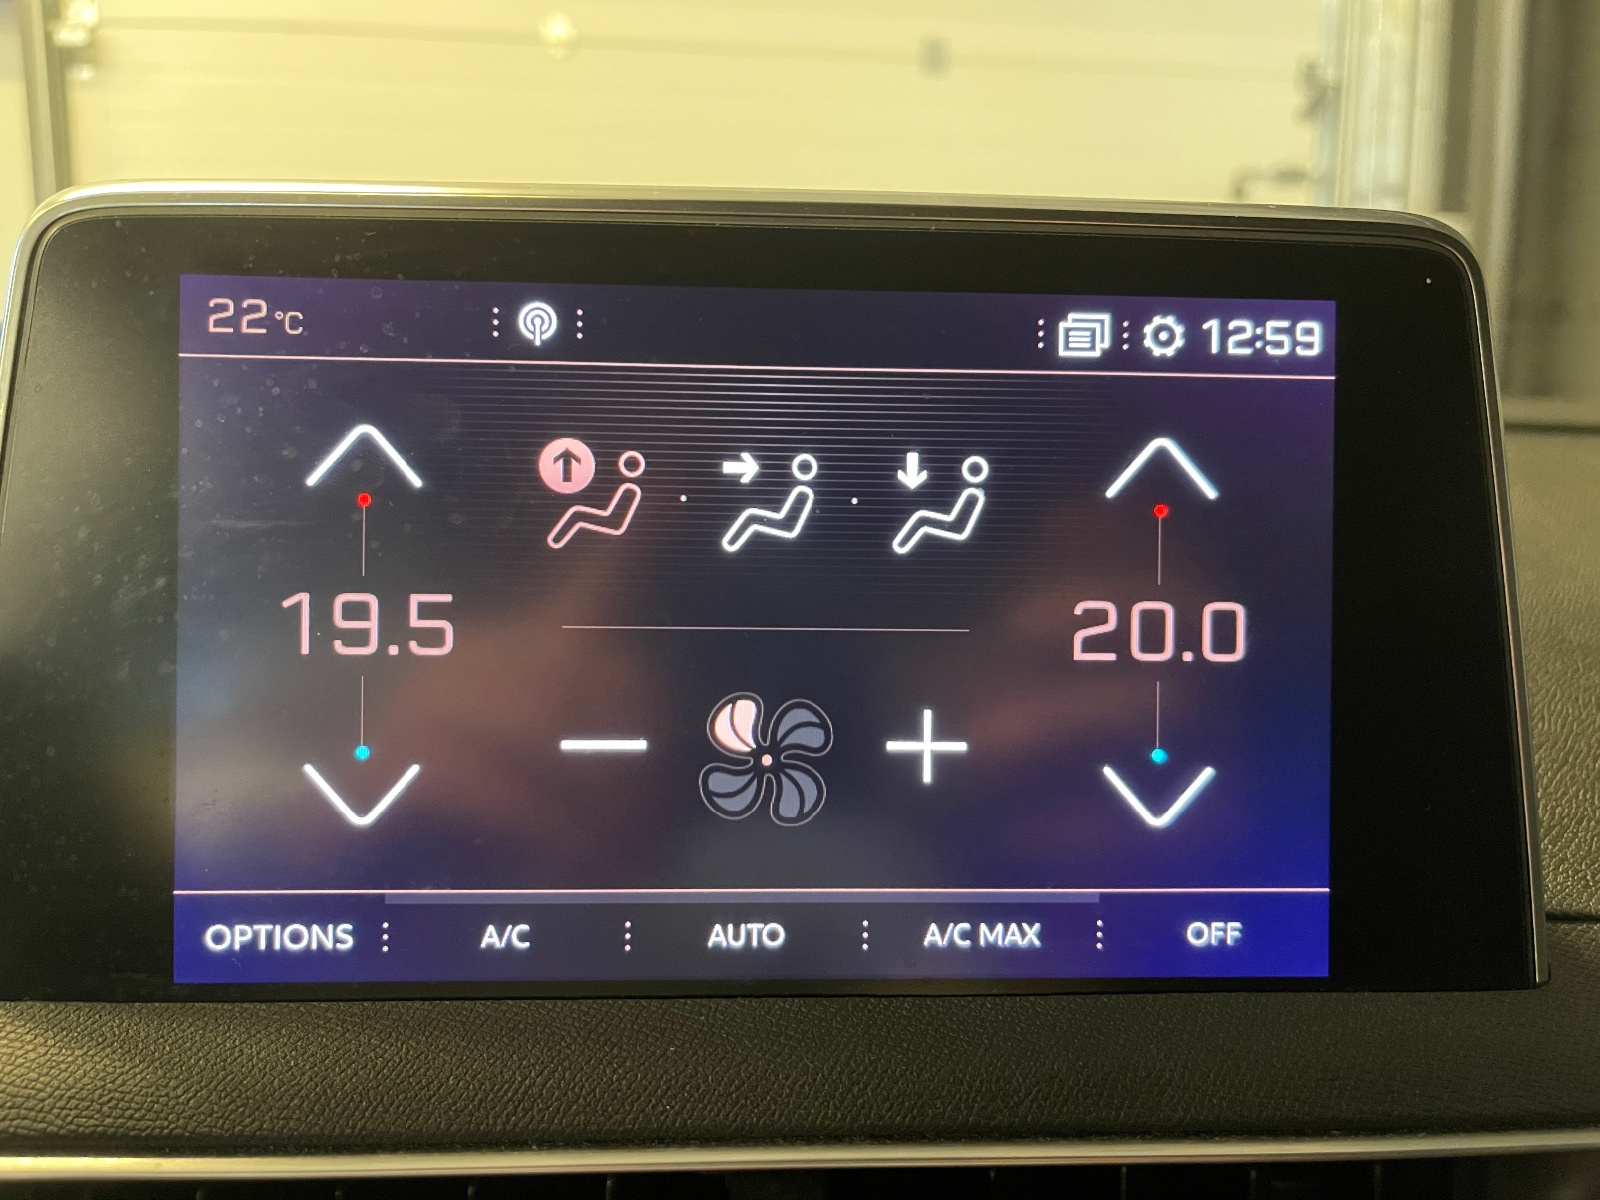 22°C
12:59
19.5
20.0
OPTIONS
A/C
AUTO
A/C MAX
OFF